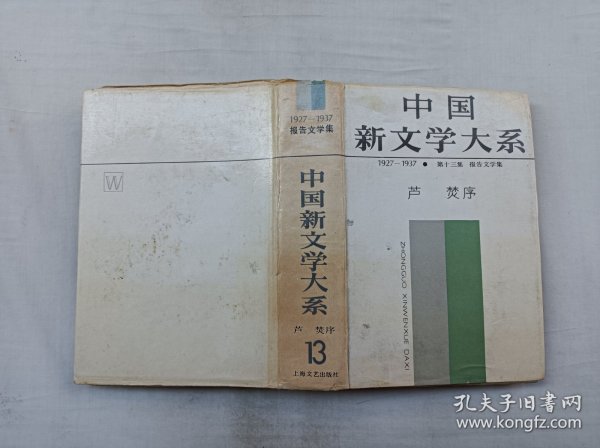 W
1927—1937
报告文学集
中国新文学大系
芦 焚序
13
上海文艺出版社
中国
新文学大系
1927—1937 ● 第十三集 报告文学集
芦 焚序
ZHONGGUO XINWENXUE DAXI
孔夫子旧书网
www.kongfz.com